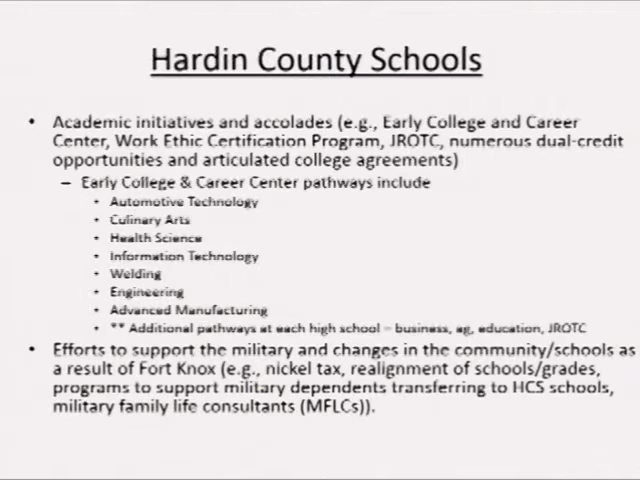 Hardin County Schools
• Academic initiatives and accolades (e.g., Early College and Career
Center, Work Ethic Certification Program, JROTC, numerous dual-credit
opportunities and articulated college agreements)
– Early College & Career Center pathways include
• Automotive Technology
• Culinary Arts
• Health Science
• Information Technology
• Welding
• Engineering
• Advanced Manufacturing
• ** Additional pathways at each high school – business, ag, education, JROTC
• Efforts to support the military and changes in the community/schools as
a result of Fort Knox (e.g., nickel tax, realignment of schools/grades,
programs to support military dependents transferring to HCS schools,
military family life consultants (MFLCs)).